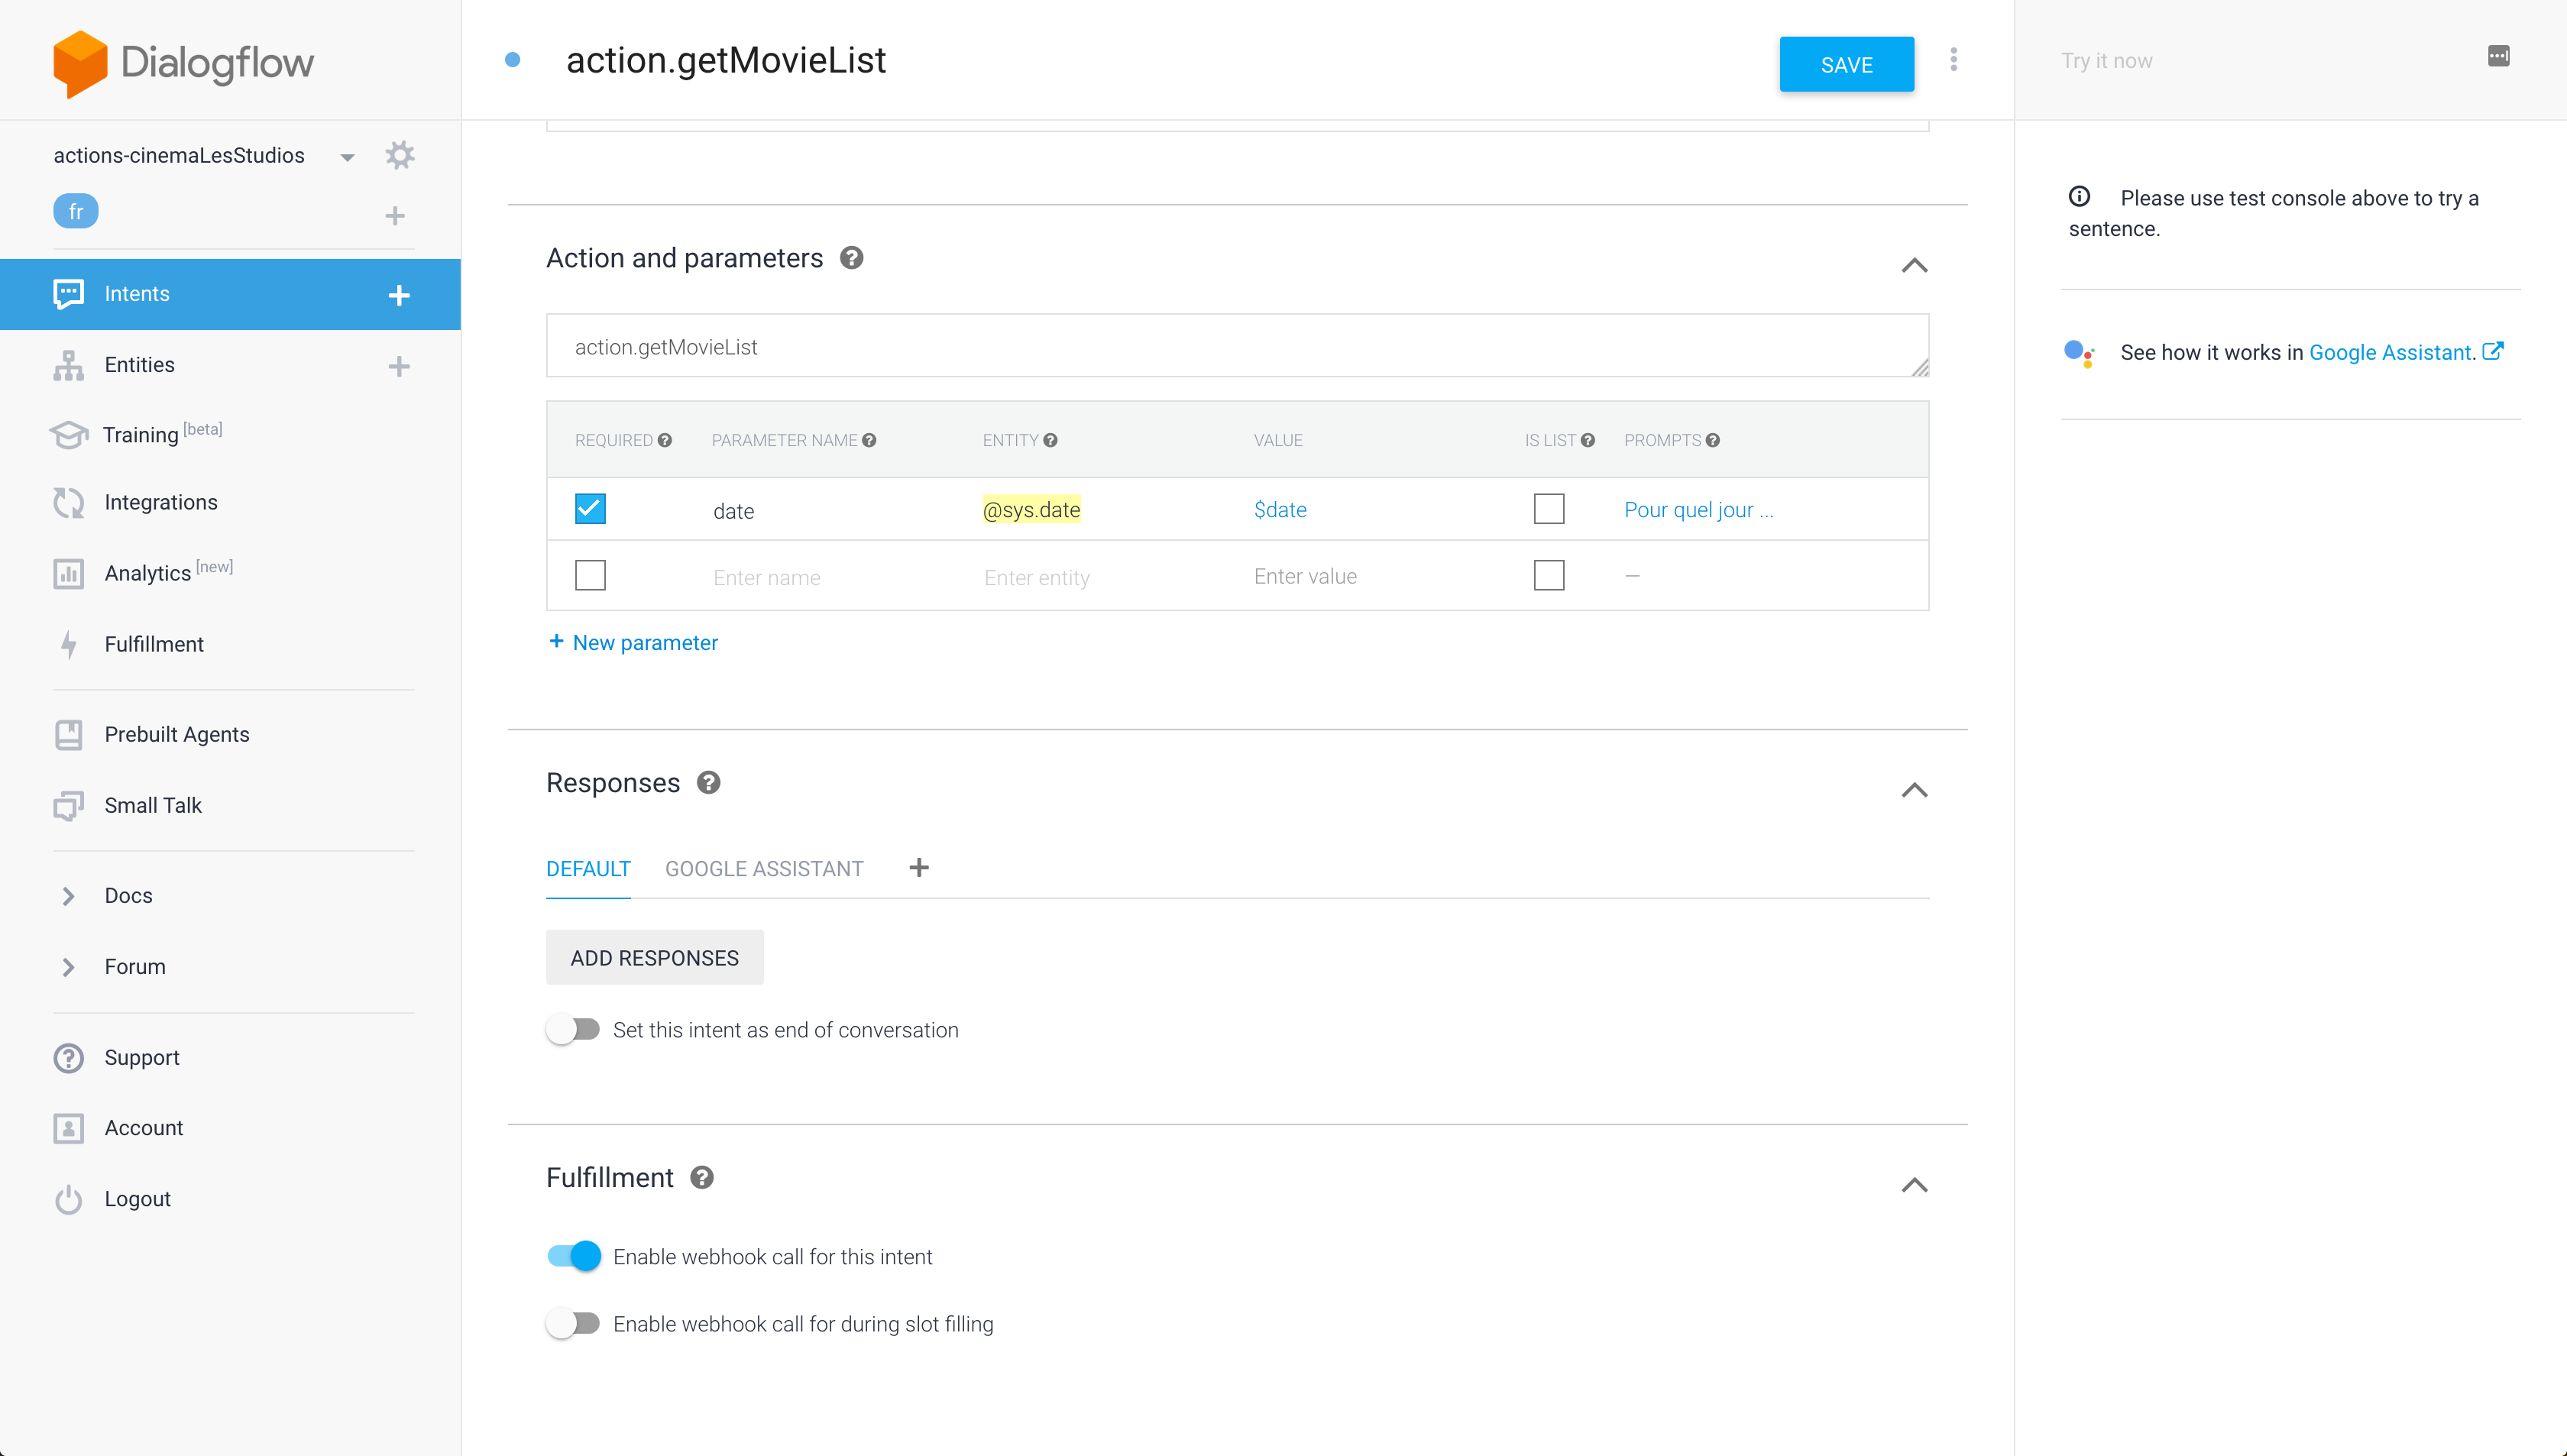 Dialogflow
actions-cinemaLesStudios
fr
Intents
Entities
Training [beta]
Integrations
Analytics [new]
Fulfillment
Prebuilt Agents
Small Talk
Docs
Forum
Support
Account
Logout
action.getMovieList
SAVE
Action and parameters
action.getMovieList
REQUIRED PARAMETER NAME ENTITY VALUE IS LIST PROMPTS
date @sys.date $date Pour quel jour ...
Enter name Enter entity Enter value —
+ New parameter
Responses
DEFAULT GOOGLE ASSISTANT
ADD RESPONSES
Set this intent as end of conversation
Fulfillment
Enable webhook call for this intent
Enable webhook call for during slot filling
Try it now
Please use test console above to try a
sentence.
See how it works in Google Assistant.